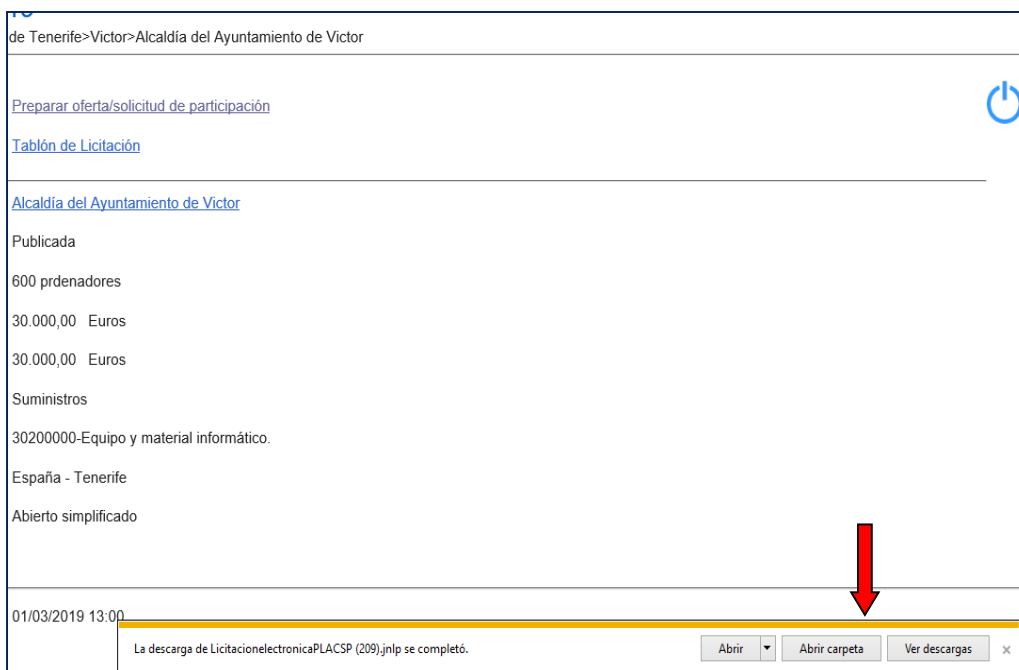 de Tenerife>Victor>Alcaldía del Ayuntamiento de Victor
Preparar oferta/solicitud de participación
Tablón de Licitación
Alcaldía del Ayuntamiento de Victor
Publicada
600 prdenadores
30.000,00 Euros
30.000,00 Euros
Suministros
30200000-Equipo y material informático.
España - Tenerife
Abierto simplificado
01/03/2019 13:00
La descarga de LicitacionelectronicaPLACSP (209).jnlp se completó.
Abrir
Abrir carpeta
Ver descargas